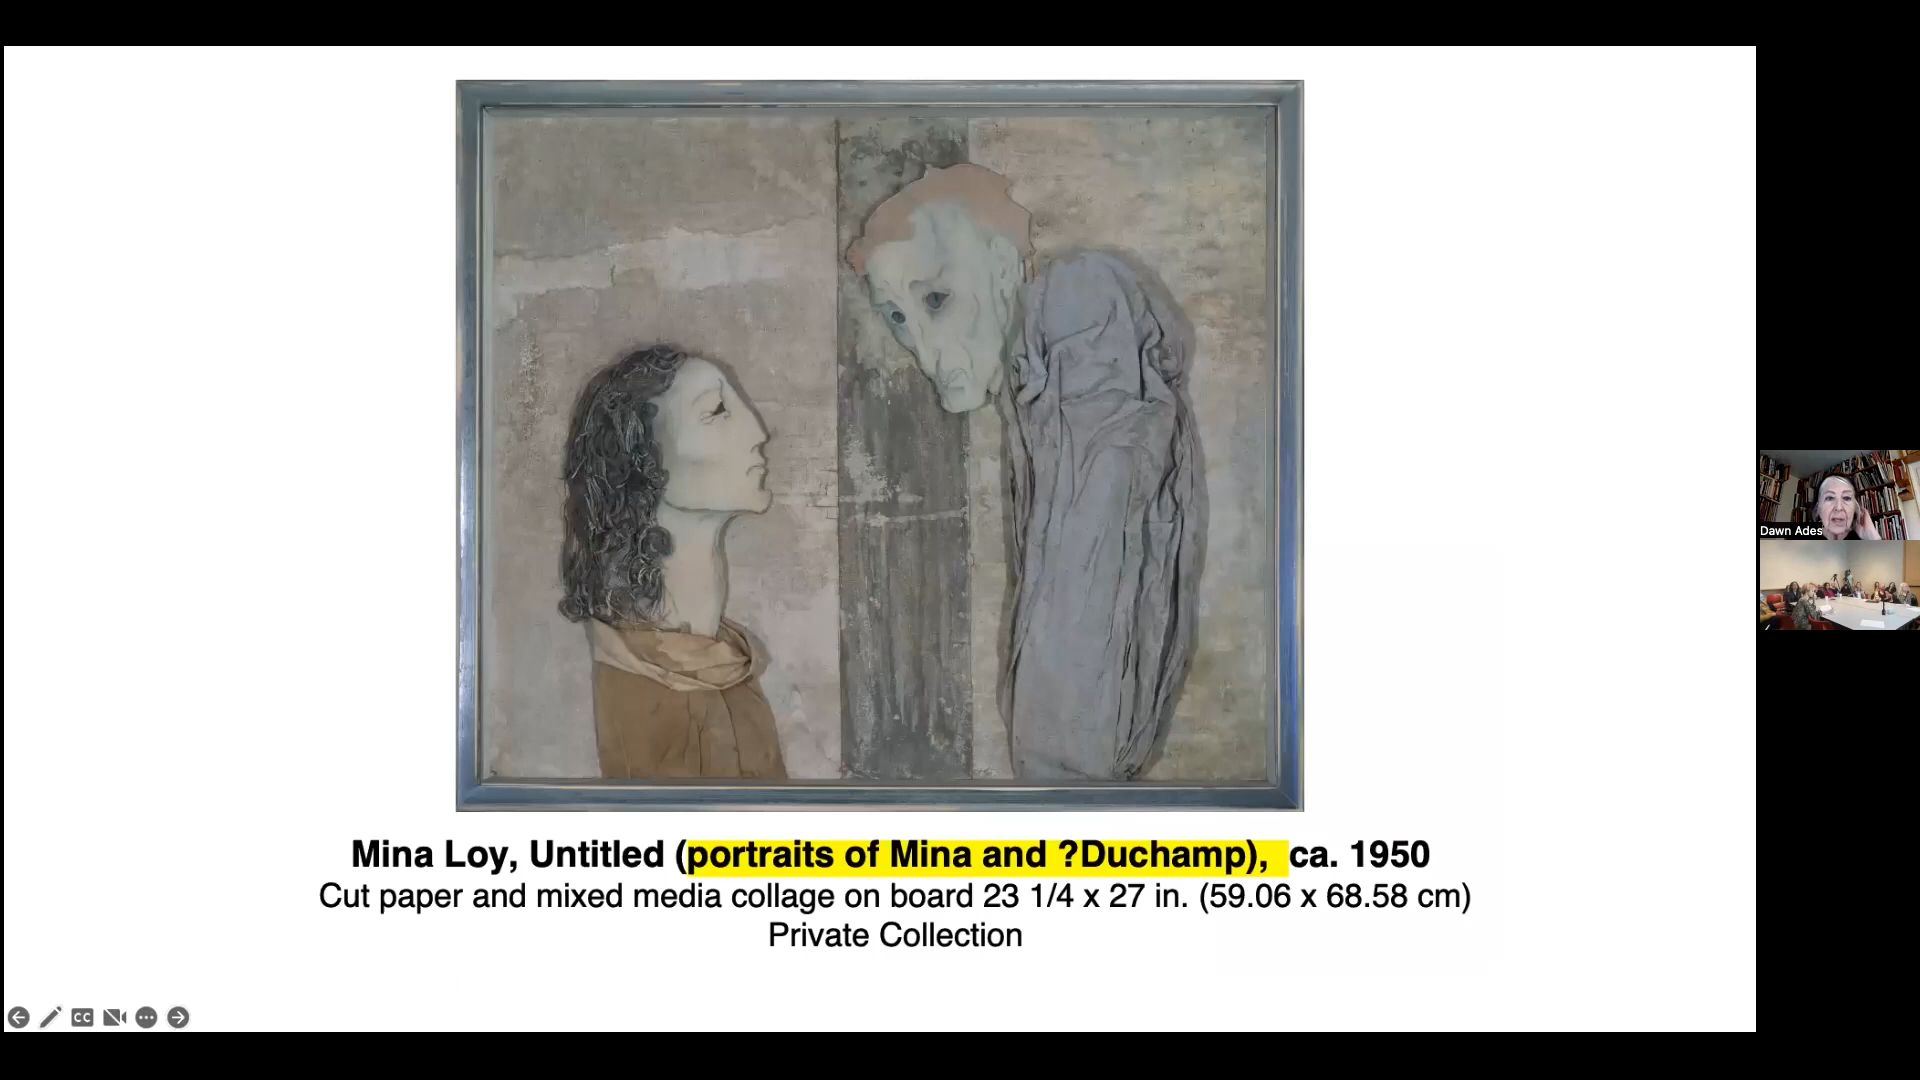 Mina Loy, Untitled (portraits of Mina and ?Duchamp), ca. 1950
Cut paper and mixed media collage on board 23 1/4 x 27 in. (59.06 x 68.58 cm)
Private Collection
Dawn Ades
CC